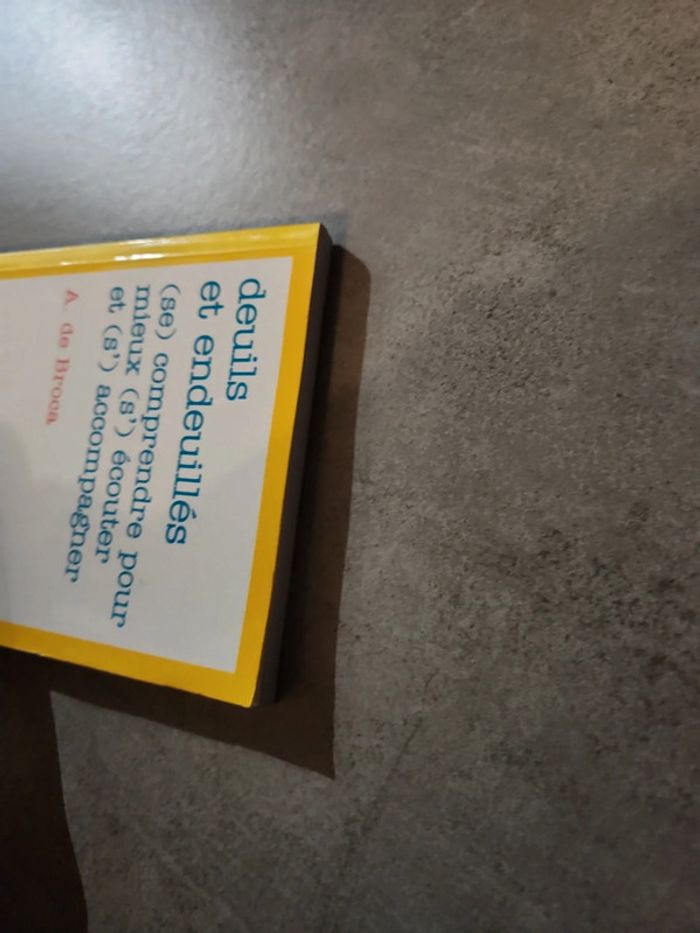 deuils
et endeuillés
(se) comprendre pour
mieux (s') écouter
et (s') accompagner
A. de Broca